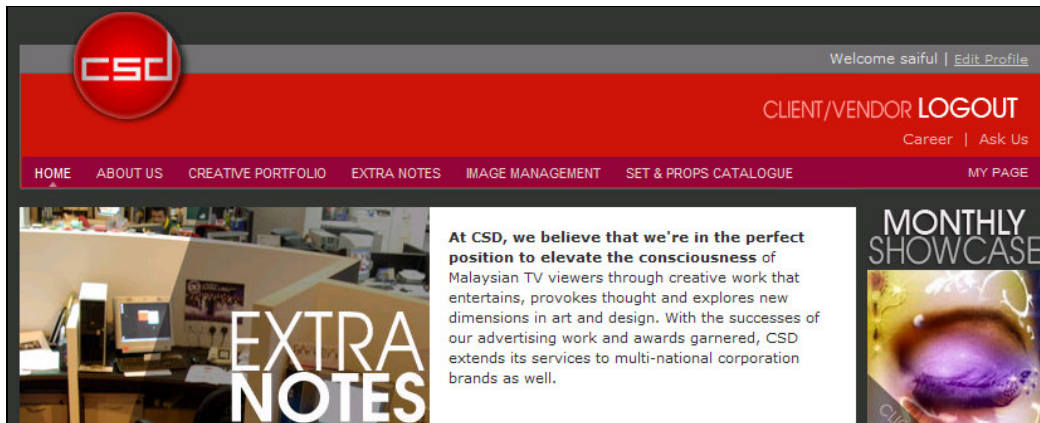 csd
Welcome saiful | Edit Profile
CLIENT/VENDOR LOGOUT
Career | Ask Us
HOME ABOUT US CREATIVE PORTFOLIO EXTRA NOTES IMAGE MANAGEMENT SET & PROPS CATALOGUE MY PAGE
EXTRA
NOTES
At CSD, we believe that we're in the perfect
position to elevate the consciousness of
Malaysian TV viewers through creative work that
entertains, provokes thought and explores new
dimensions in art and design. With the successes of
our advertising work and awards garnered, CSD
extends its services to multi-national corporation
brands as well.
MONTHLY
SHOWCASE